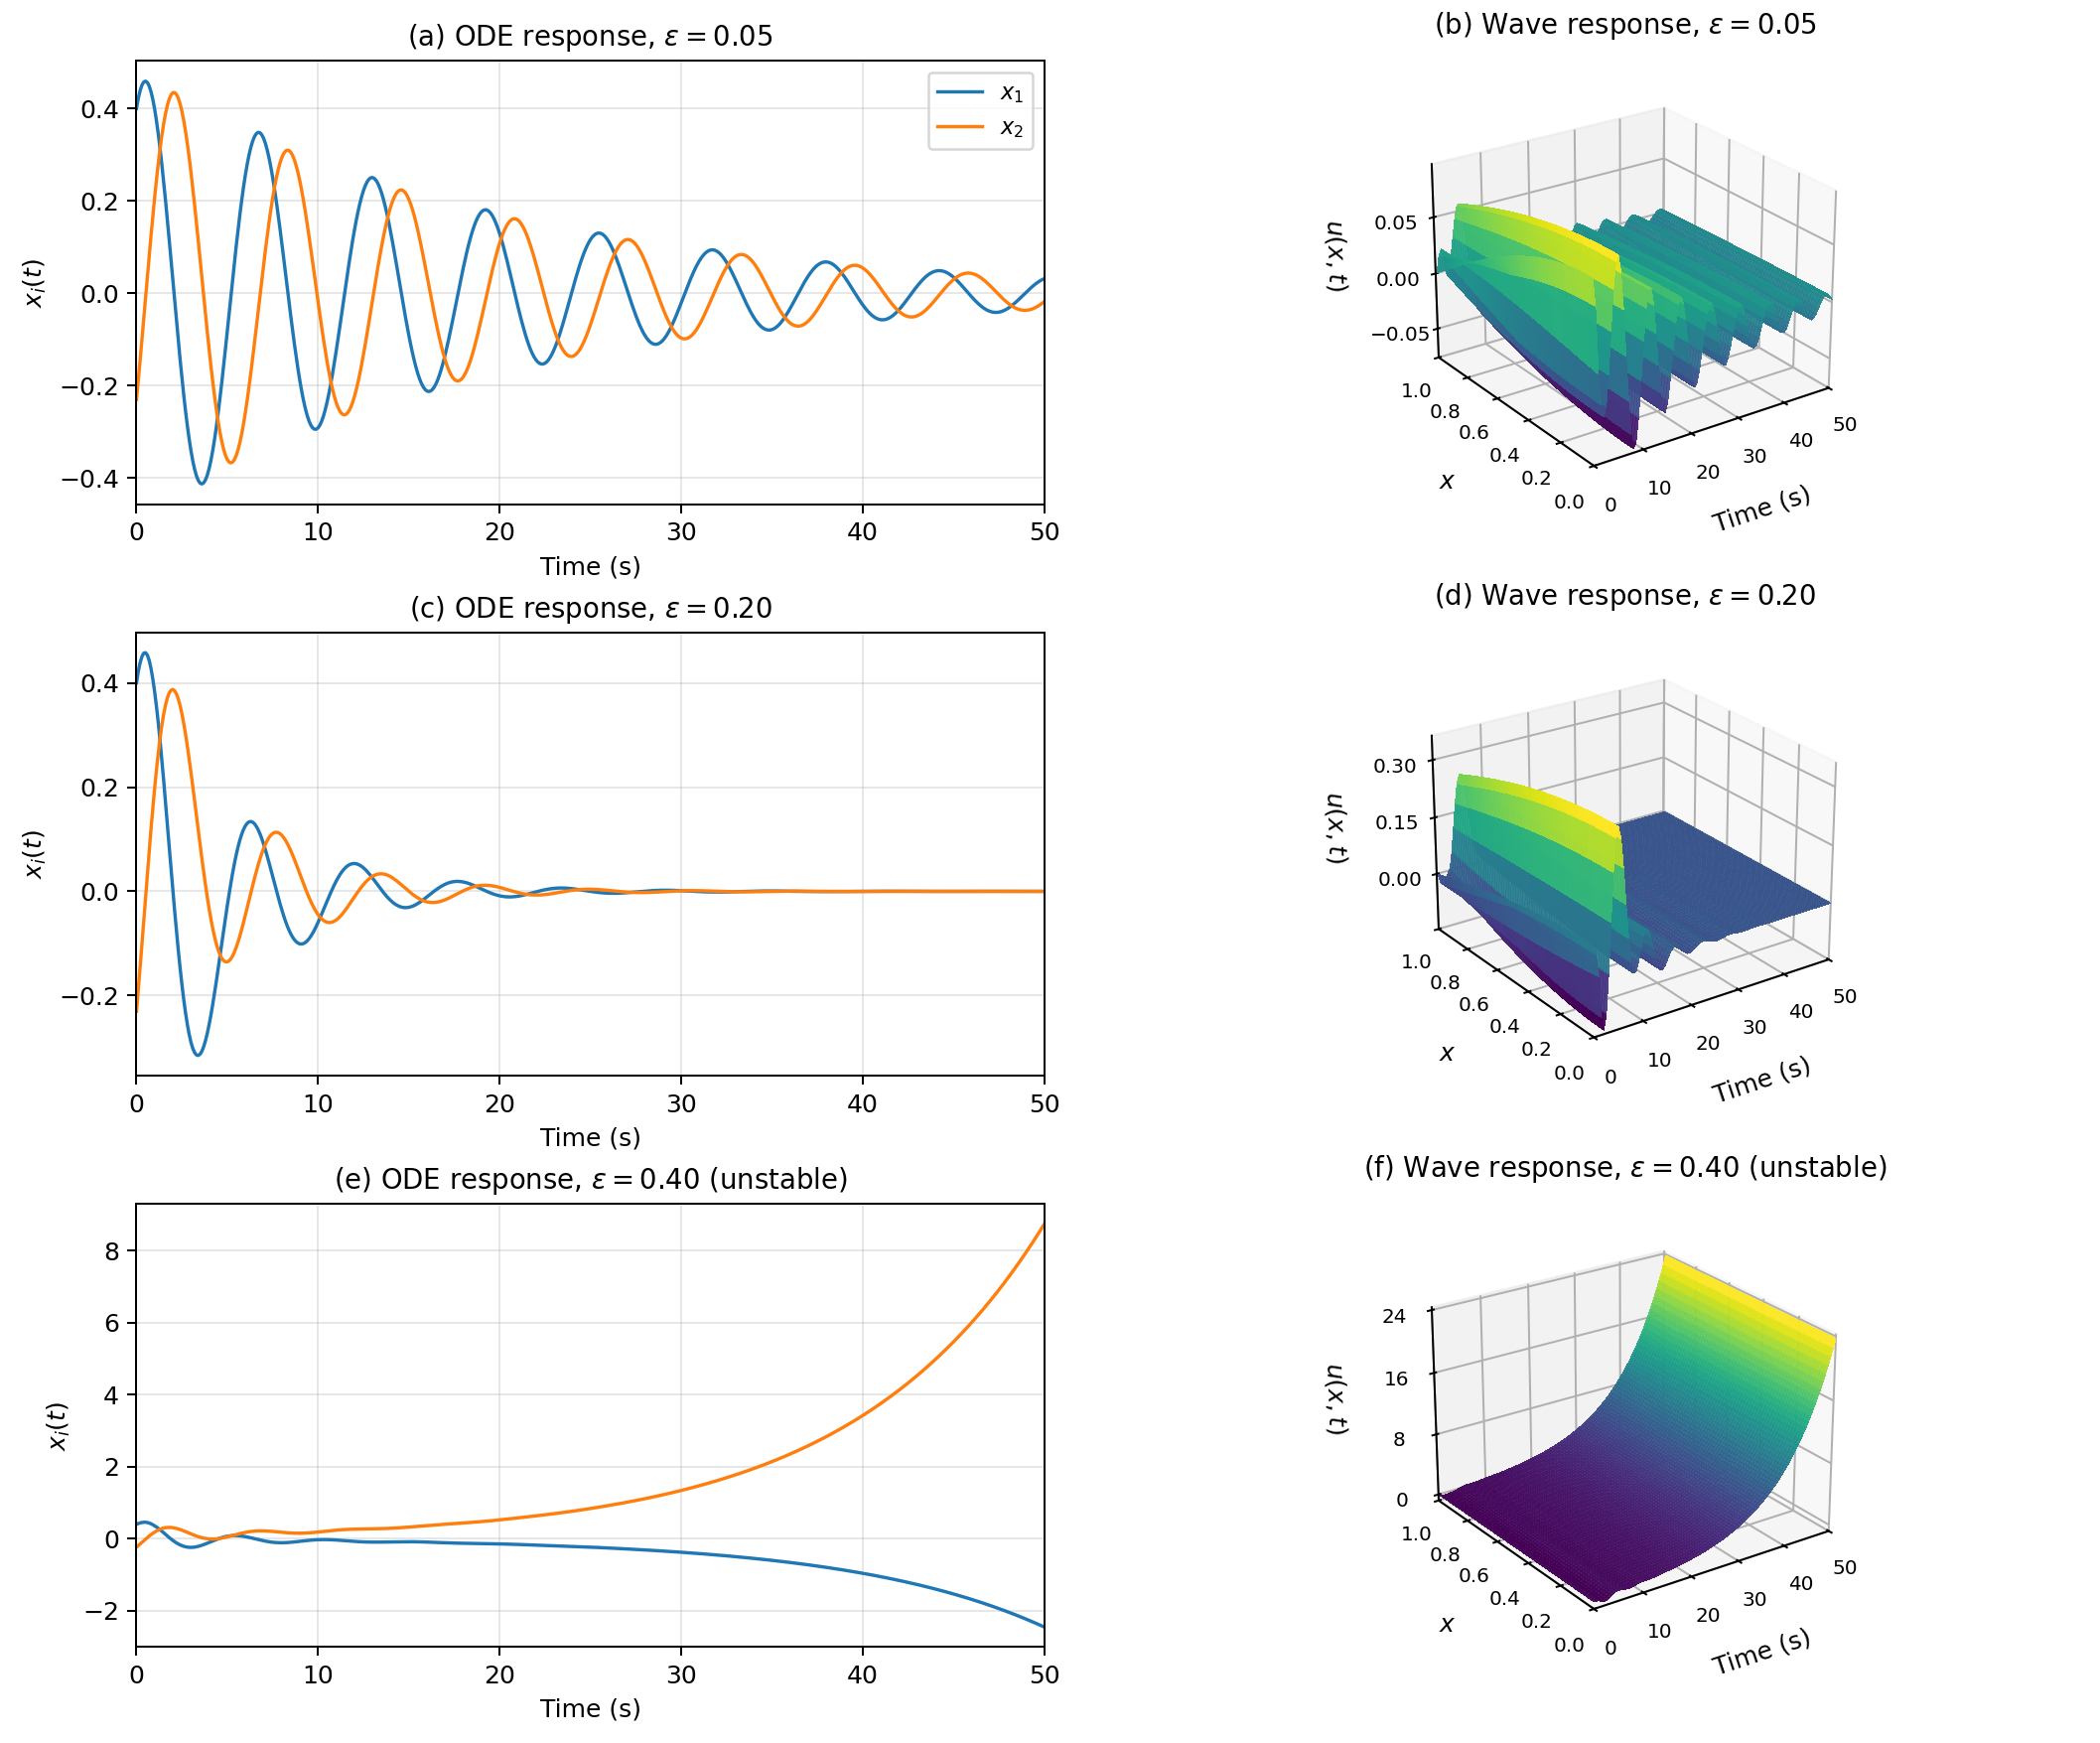 (a) ODE response, ε = 0.05
0.4
0.2
0.0
−0.2
−0.4
x₁
x₂
xᵢ(t)
0 10 20 30 40 50
Time (s)
(b) Wave response, ε = 0.05
0.05
0.00
−0.05
u(x, t)
1.0
0.8
0.6
0.4
0.2
0.0
x
0 10 20 30 40 50
Time (s)
(c) ODE response, ε = 0.20
0.4
0.2
0.0
−0.2
xᵢ(t)
0 10 20 30 40 50
Time (s)
(d) Wave response, ε = 0.20
0.30
0.15
0.00
u(x, t)
1.0
0.8
0.6
0.4
0.2
0.0
x
0 10 20 30 40 50
Time (s)
(e) ODE response, ε = 0.40 (unstable)
8
6
4
2
0
−2
xᵢ(t)
0 10 20 30 40 50
Time (s)
(f) Wave response, ε = 0.40 (unstable)
24
16
8
0
u(x, t)
1.0
0.8
0.6
0.4
0.2
0.0
x
0 10 20 30 40 50
Time (s)